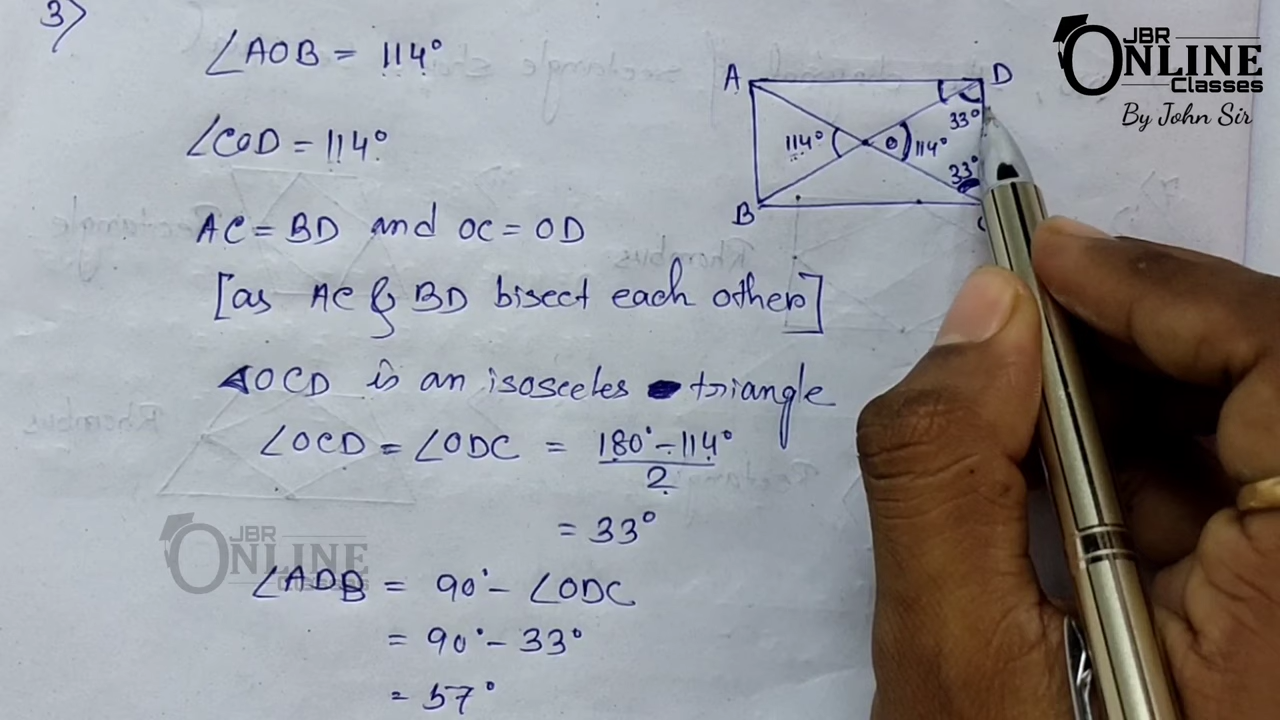 3)
∠AOB = 114°
∠COD = 114°
AC = BD and OC = OD
[as AC & BD bisect each other]
△OCD is an isosceles triangle
∠OCD = ∠ODC = 180° - 114°
2
= 33°
∠ADB = 90° - ∠ODC
= 90° - 33°
= 57°
A
D
33°
114°
O
114°
33°
B
C
JBR
ONLINE
Classes
By John Sir
JBR
ONLINE